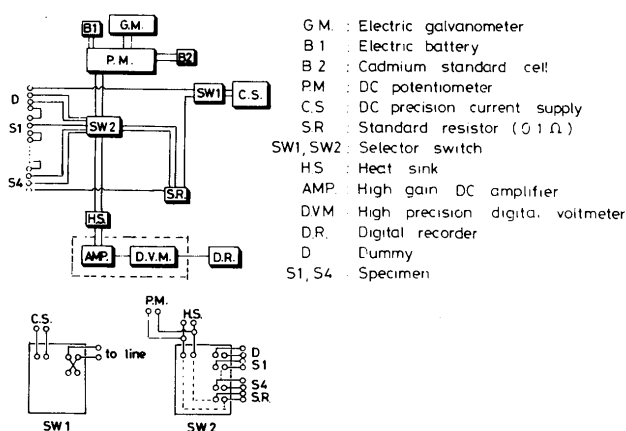 G.M.
B1
P. M.
B2
SW1
C.S.
D
S1
SW2
S4
S.R.
H.S.
AMP.
D.V.M.
D.R.
G M. : Electric galvanometer
B 1 : Electric battery
B 2 : Cadmium standard cell
P.M : DC potentiometer
C.S : DC precision current supply
S.R : Standard resistor (0 1 Ω)
SW1, SW2 : Selector switch
H.S : Heat sink
AMP. : High gain DC amplifier
D.V.M : High precision digital voltmeter
D.R. Digital recorder
D Dummy
S1, S4 : Specimen
C.S.
to line
SW1
P.M.
H.S.
D
S1
S4
S.R.
SW2